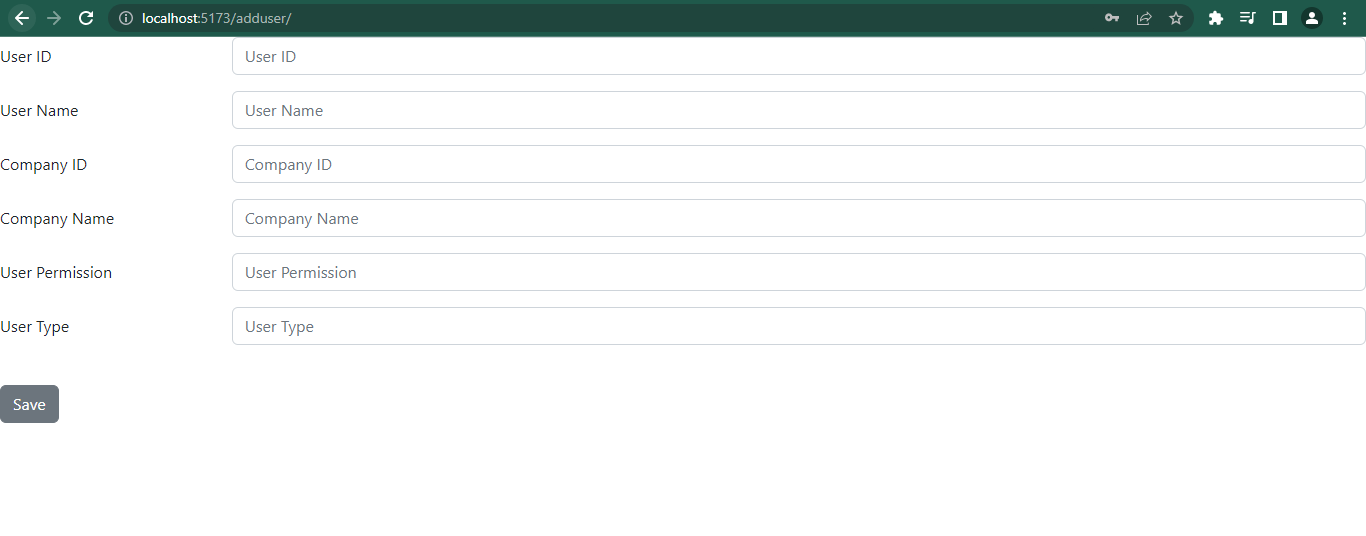 localhost:5173/adduser/
User ID User ID
User Name User Name
Company ID Company ID
Company Name Company Name
User Permission User Permission
User Type User Type
Save